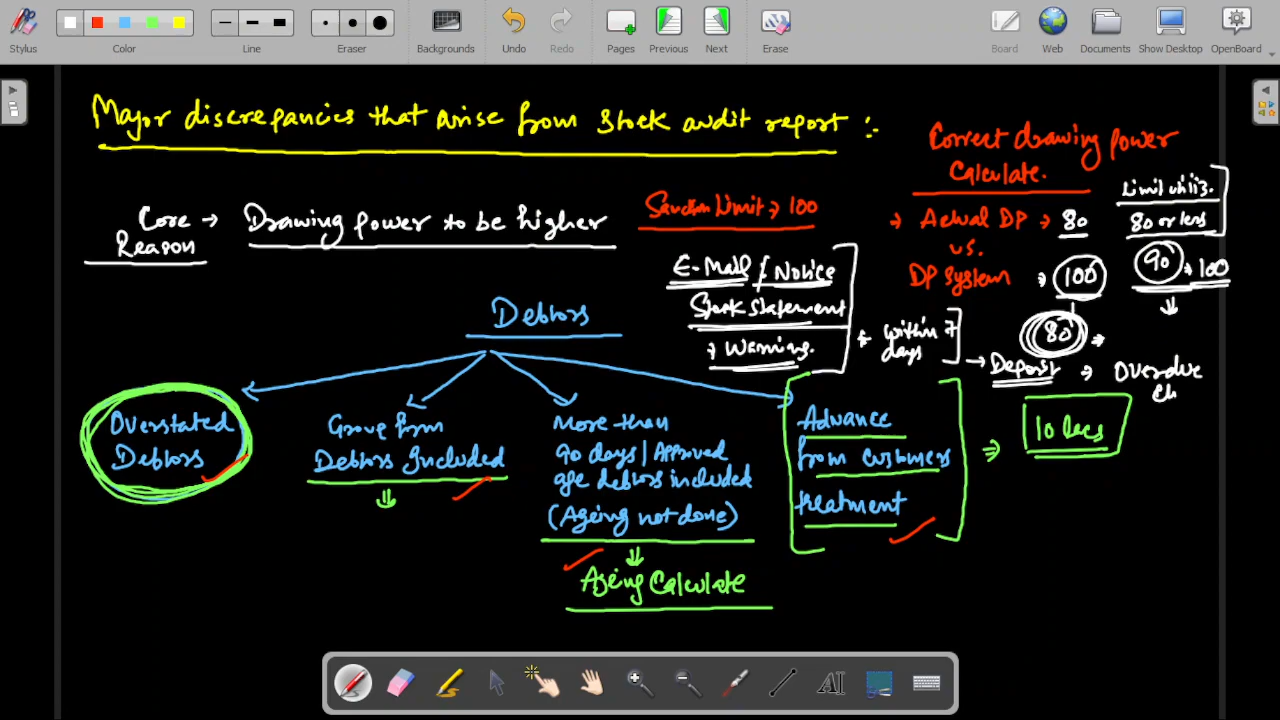 Stylus
Color
Line
Eraser
Backgrounds
Undo
Redo
Pages
Previous
Next
Erase
Board
Web
Documents
Show Desktop
OpenBoard
Major discrepancies that arise from stock audit report :-
Core →
Reason
Drawing power to be higher
Sanction Limit → 100
Correct drawing power
Calculate.
→ Actual DP → 80
vs.
DP System → 100
80
Limit utiliz.
80 or less
90 → 100
E-Mail / Notice
Stock Statement
→ Warning.
within 7
days
→ Deposit → Overdue
Debtors
Overstated
Debtors
Group firm
Debtors Included
More than
90 days / Approved
age debtors included
(Ageing not done)
Ageing Calculate
Advance
from customers
treatment
⇒ 10 lacs